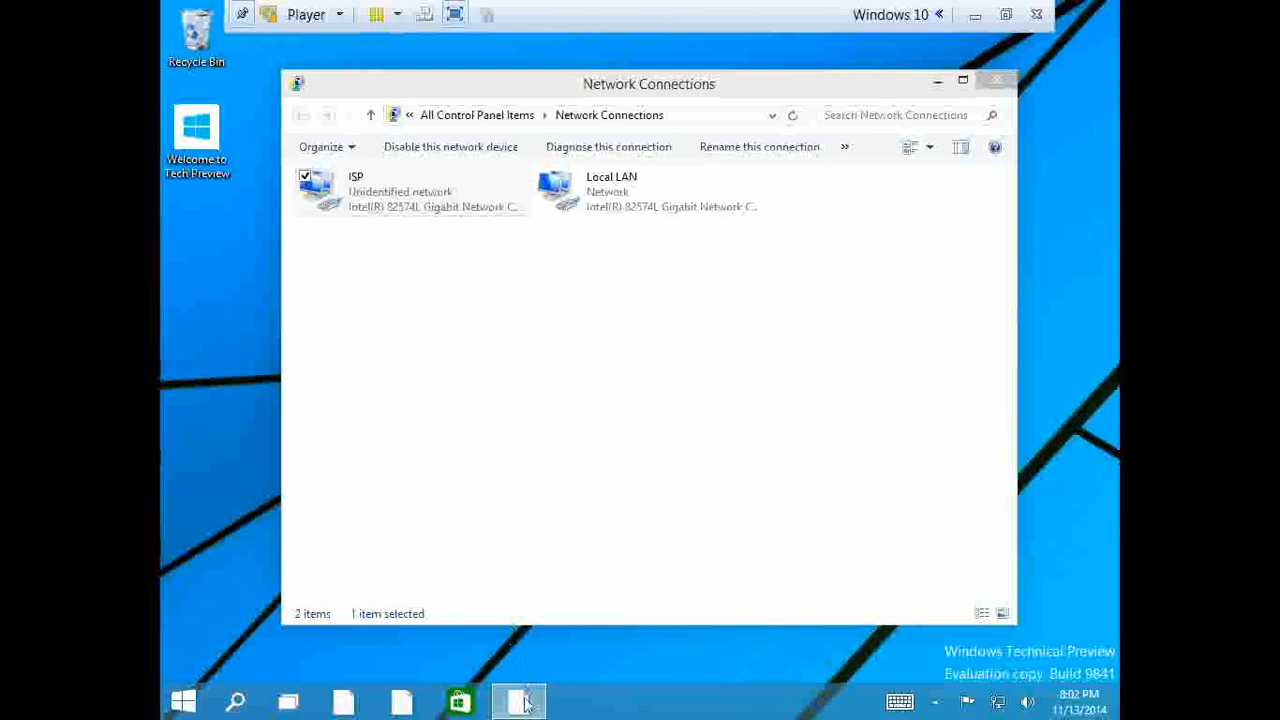 Player
Windows 10
Recycle Bin
Welcome to
Tech Preview
Network Connections
« All Control Panel Items
Network Connections
Search Network Connections
Organize
Disable this network device
Diagnose this connection
Rename this connection
»
ISP
Unidentified network
Intel(R) 82574L Gigabit Network C...
Local LAN
Network
Intel(R) 82574L Gigabit Network C...
2 items
1 item selected
Windows Technical Preview
Evaluation copy. Build 9841
8:02 PM
11/13/2014